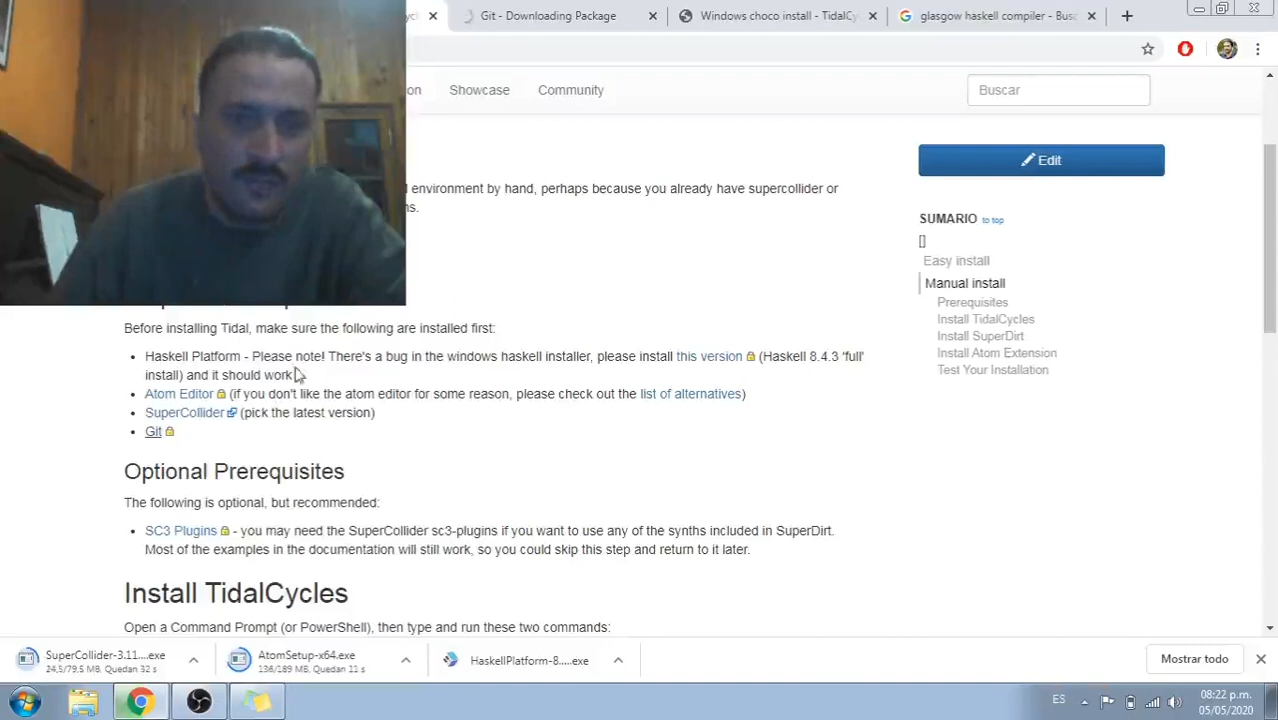 Git - Downloading Package
Windows choco install - TidalCy
glasgow haskell compiler - Bus
on
Showcase
Community
Buscar
Edit
environment by hand, perhaps because you already have supercollider or
SUMARIO to top
[]
Easy install
Manual install
Prerequisites
Install TidalCycles
Install SuperDirt
Install Atom Extension
Test Your Installation
Before installing Tidal, make sure the following are installed first:
Haskell Platform - Please note! There's a bug in the windows haskell installer, please install this version (Haskell 8.4.3 'full'
install) and it should work
Atom Editor (if you don't like the atom editor for some reason, please check out the list of alternatives)
SuperCollider (pick the latest version)
Git
Optional Prerequisites
The following is optional, but recommended:
SC3 Plugins - you may need the SuperCollider sc3-plugins if you want to use any of the synths included in SuperDirt.
Most of the examples in the documentation will still work, so you could skip this step and return to it later.
Install TidalCycles
Open a Command Prompt (or PowerShell), then type and run these two commands:
SuperCollider-3.11....exe
24,5/79,5 MB, Quedan 32 s
AtomSetup-x64.exe
136/189 MB, Quedan 11 s
HaskellPlatform-8....exe
Mostrar todo
ES
08:22 p.m.
05/05/2020